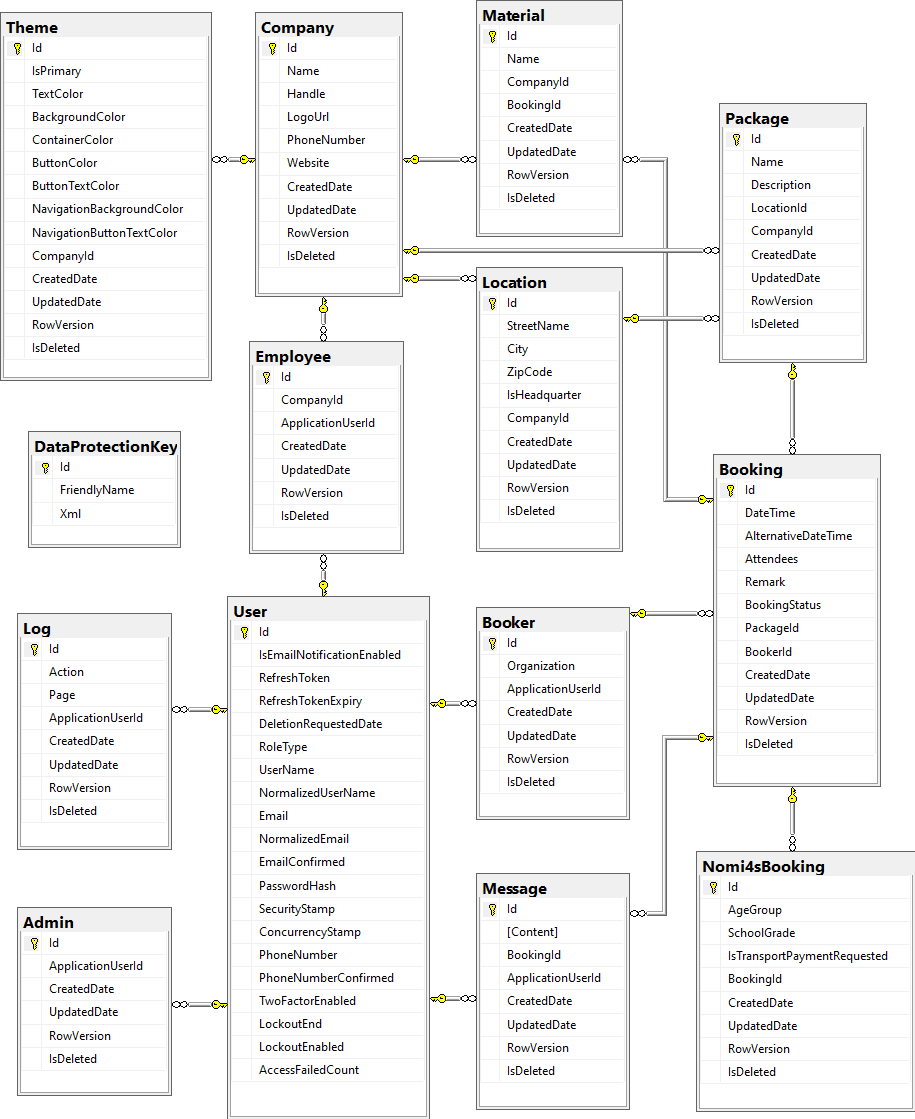 Theme
Id
IsPrimary
TextColor
BackgroundColor
ContainerColor
ButtonColor
ButtonTextColor
NavigationBackgroundColor
NavigationButtonTextColor
CompanyId
CreatedDate
UpdatedDate
RowVersion
IsDeleted
Company
Id
Name
Handle
LogoUrl
PhoneNumber
Website
CreatedDate
UpdatedDate
RowVersion
IsDeleted
Material
Id
Name
CompanyId
BookingId
CreatedDate
UpdatedDate
RowVersion
IsDeleted
Package
Id
Name
Description
LocationId
CompanyId
CreatedDate
UpdatedDate
RowVersion
IsDeleted
Location
Id
StreetName
City
ZipCode
IsHeadquarter
CompanyId
CreatedDate
UpdatedDate
RowVersion
IsDeleted
Employee
Id
CompanyId
ApplicationUserId
CreatedDate
UpdatedDate
RowVersion
IsDeleted
DataProtectionKey
Id
FriendlyName
Xml
Booking
Id
DateTime
AlternativeDateTime
Attendees
Remark
BookingStatus
PackageId
BookerId
CreatedDate
UpdatedDate
RowVersion
IsDeleted
Log
Id
Action
Page
ApplicationUserId
CreatedDate
UpdatedDate
RowVersion
IsDeleted
User
Id
IsEmailNotificationEnabled
RefreshToken
RefreshTokenExpiry
DeletionRequestedDate
RoleType
UserName
NormalizedUserName
Email
NormalizedEmail
EmailConfirmed
PasswordHash
SecurityStamp
ConcurrencyStamp
PhoneNumber
PhoneNumberConfirmed
TwoFactorEnabled
LockoutEnd
LockoutEnabled
AccessFailedCount
Booker
Id
Organization
ApplicationUserId
CreatedDate
UpdatedDate
RowVersion
IsDeleted
Admin
Id
ApplicationUserId
CreatedDate
UpdatedDate
RowVersion
IsDeleted
Message
Id
[Content]
BookingId
ApplicationUserId
CreatedDate
UpdatedDate
RowVersion
IsDeleted
Nomi4sBooking
Id
AgeGroup
SchoolGrade
IsTransportPaymentRequested
BookingId
CreatedDate
UpdatedDate
RowVersion
IsDeleted